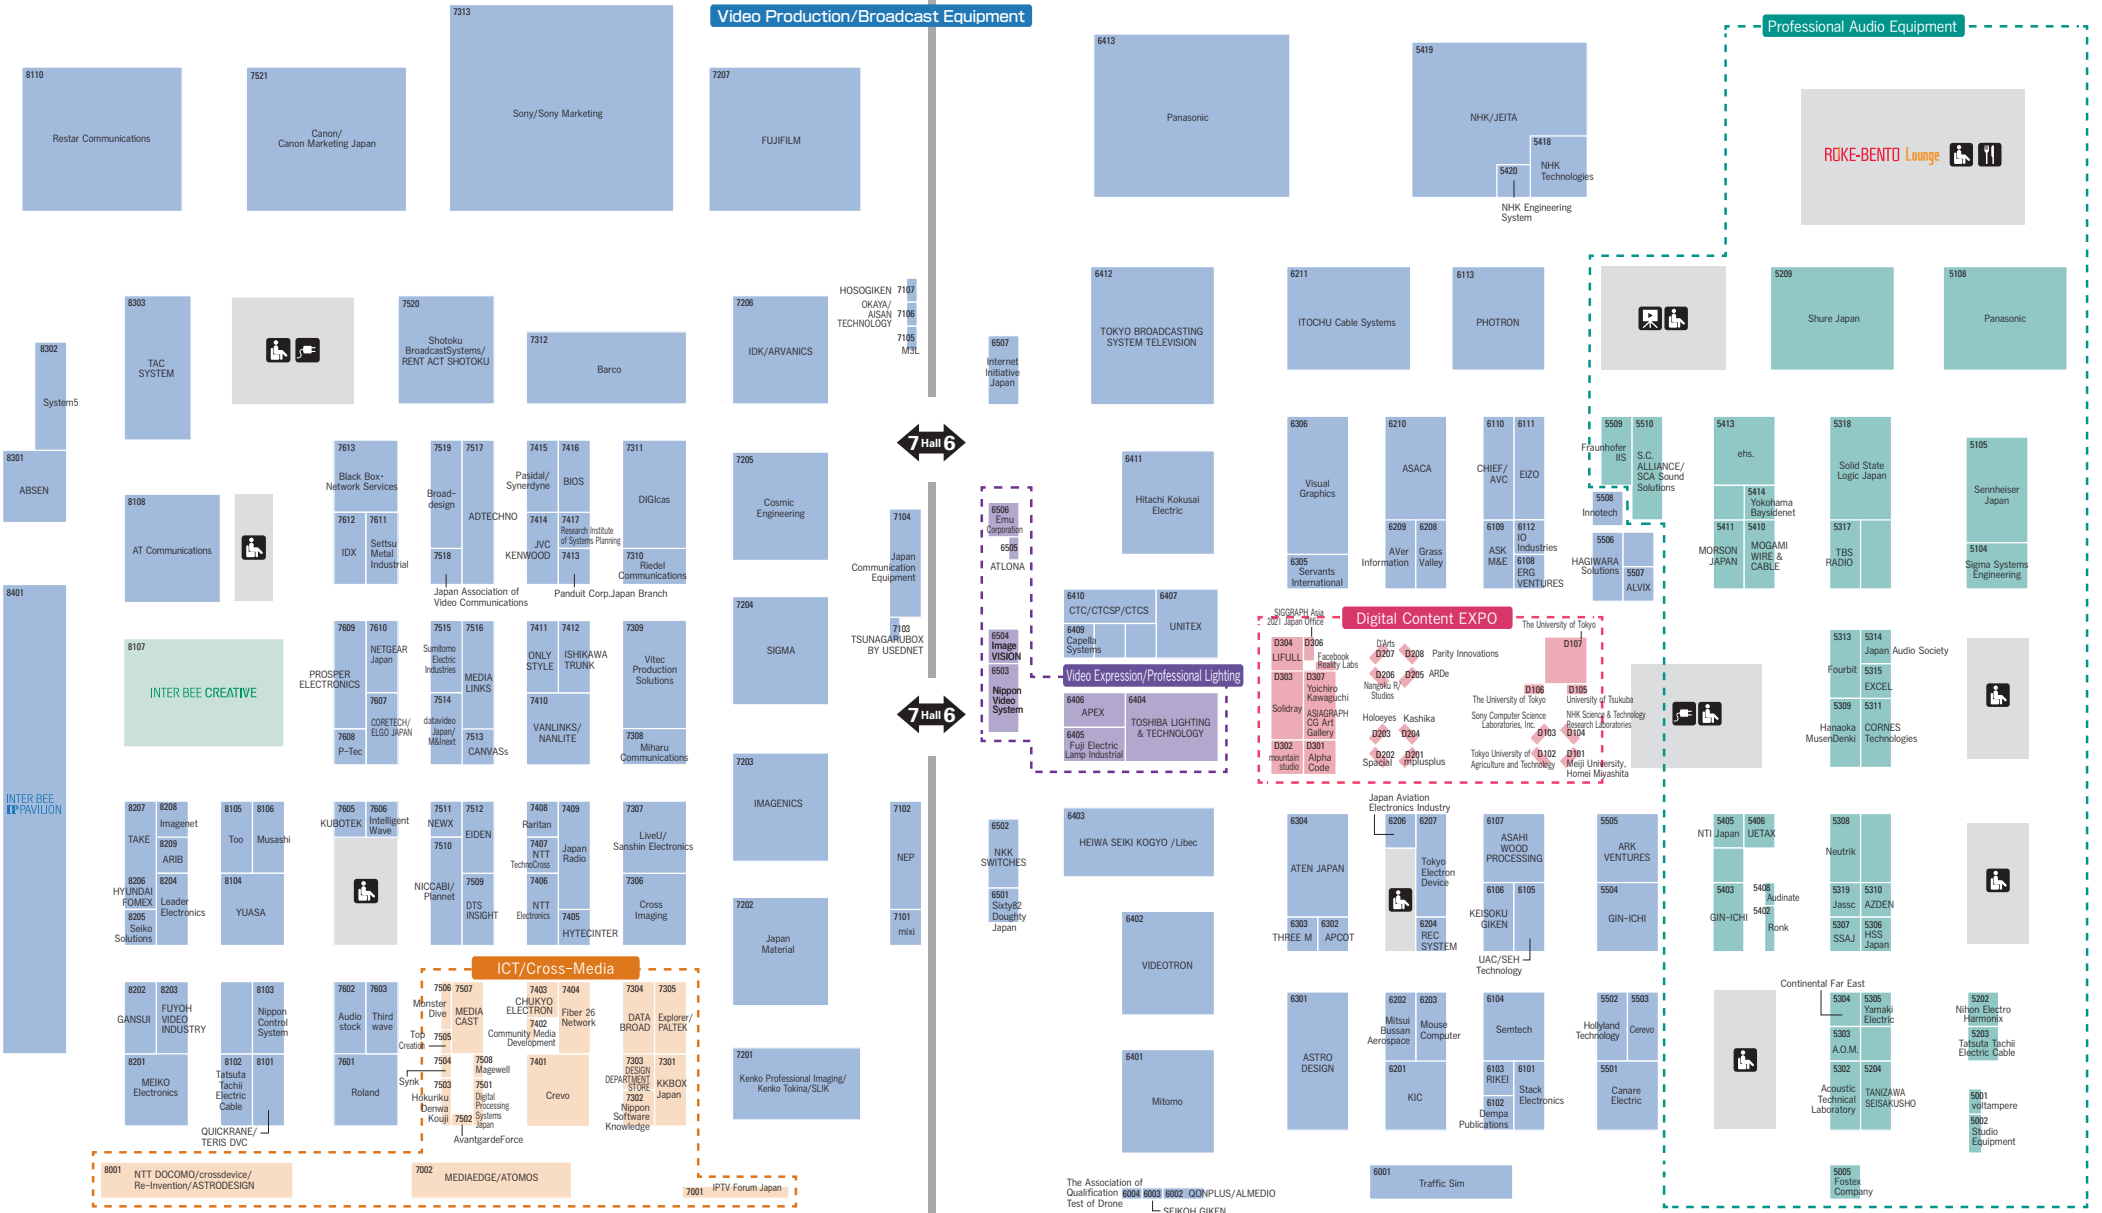 Video Production/Broadcast Equipment
Professional Audio Equipment
8110
Restar Communications
7521
Canon/
Canon Marketing Japan
7313
Sony/Sony Marketing
7207
FUJIFILM
6413
Panasonic
5419
NHK/JEITA
5418
NHK
Technologies
5420
NHK Engineering
System
ROKE-BENTO Lounge
8303
TAC
SYSTEM
8302
System5
8301
ABSEN
7520
Shotoku
BroadcastSystems/
RENT ACT SHOTOKU
7312
Barco
7206
IDK/ARVANICS
HOSOGIKEN 7107
OKAYA/
AISAN 7106
TECHNOLOGY
7105
M3L
6507
Internet
Initiative
Japan
6412
TOKYO BROADCASTING
SYSTEM TELEVISION
6211
ITOCHU Cable Systems
6113
PHOTRON
5209
Shure Japan
5108
Panasonic
7 Hall 6
8108
AT Communications
7613
Black Box·
Network Services
7612
IDX
7611
Settsu
Metal
Industrial
7519
Broad-
design
7517
ADTECHNO
7518
Japan Association of
Video Communications
7415
Pasidal/
Synerdyne
7416
BIOS
7414
JVC
KENWOOD
7417
Research Institute
of Systems Planning
7413
Panduit Corp.Japan Branch
7311
DIGIcas
7310
Riedel
Communications
7205
Cosmic
Engineering
7104
Japan
Communication
Equipment
7103
TSUNAGARUBOX
BY USEDNET
6506
Emu
Corporation
6505
ATLONA
6411
Hitachi Kokusai
Electric
6306
Visual
Graphics
6305
Servants
International
6210
ASACA
6209
AVer
Information
6208
Grass
Valley
6110
CHIEF/
AVC
6111
EIZO
6109
ASK
M&E
6112
IO
Industries
6108
ERG
VENTURES
5509
Fraunhofer
IIS
5510
S.C.
ALLIANCE/
SCA Sound
Solutions
5508
Innotech
5506
HAGIWARA
Solutions
5507
ALVIX
5413
ehs.
5414
Yokohama
Baysidenet
5411
MORSON
JAPAN
5410
MOGAMI
WIRE &
CABLE
5318
Solid State
Logic Japan
5317
TBS
RADIO
5105
Sennheiser
Japan
5104
Sigma Systems
Engineering
8401
INTER BEE
IP PAVILION
8107
INTER BEE CREATIVE
7609
PROSPER
ELECTRONICS
7610
NETGEAR
Japan
7607
CORETECH/
ELGO JAPAN
7608
P-Tec
7515
Sumitomo
Electric
Industries
7516
MEDIA
LINKS
7514
datavideo
Japan/
M&Inext
7513
CANVASs
7411
ONLY
STYLE
7412
ISHIKAWA
TRUNK
7410
VANLINKS/
NANLITE
7309
Vitec
Production
Solutions
7308
Miharu
Communications
7204
SIGMA
7 Hall 6
6504
Image
VISION
6503
Nippon
Video
System
6410
CTC/CTCSP/CTCS
6409
Capella
Systems
6407
UNITEX
Video Expression/Professional Lighting
6406
APEX
6405
Fuji Electric
Lamp Industrial
6404
TOSHIBA LIGHTING
& TECHNOLOGY
Digital Content EXPO
SIGGRAPH Asia
2021 Japan Office
D304
LIFULL
D306
Facebook
Reality Labs
D303
Solidray
D307
Yoichiro
Kawaguchi
ASIAGRAPH
CG Art
Gallery
D302
mountain
studio
D301
Alpha
Code
D'Arts
D207
D208
Parity Innovations
D206
Nangoku R/
Studios
D205
ARDe
Holoeyes
D203
Kashika
D204
D202
Spacial
D201
mplusplus
The University of Tokyo
D107
D106
The University of Tokyo
D105
University of Tsukuba
Sony Computer Science
Laboratories, Inc.
D103
NHK Science & Technology
Research Laboratories
D104
Tokyo University of
Agriculture and Technology
D102
D101
Meiji University,
Homei Miyashita
5313
Fourbit
5314
Japan Audio Society
5315
EXCEL
5309
Hanaoka
MusenDenki
5311
CORNES
Technologies
8207
TAKE
8208
Imagenet
8209
ARIB
8206
HYUNDAI
FOMEX
8204
Leader
Electronics
8205
Seiko
Solutions
8105
Too
8106
Musashi
8104
YUASA
7605
KUBOTEK
7606
Intelligent
Wave
7511
NEWX
7512
EIDEN
7510
NICCABI/
Plannet
7509
DTS
INSIGHT
7408
Raritan
7409
Japan
Radio
7407
NTT
TechnoCross
7406
NTT
Electronics
7405
HYTECINTER
7307
LiveU/
Sanshin Electronics
7306
Cross
Imaging
7203
IMAGENICS
7202
Japan
Material
7102
NEP
7101
mixi
6502
NKK
SWITCHES
6501
Sixty82
Doughty
Japan
6403
HEIWA SEIKI KOGYO /Libec
6402
VIDEOTRON
6304
ATEN JAPAN
6303
THREE M
6302
APCOT
Japan Aviation
Electronics Industry
6206
6207
Tokyo
Electron
Device
6204
REC
SYSTEM
6107
ASAHI
WOOD
PROCESSING
6106
KEISOKU
GIKEN
6105
UAC/SEH
Technology
5505
ARK
VENTURES
5504
GIN-ICHI
5405
NTI Japan
5406
UETAX
5403
GIN-ICHI
5408
Audinate
5402
Ronk
5308
Neutrik
5319
Jassc
5310
AZDEN
5307
SSAJ
5306
HSS
Japan
ICT/Cross-Media
8202
GANSUI
8203
FUYOH
VIDEO
INDUSTRY
8201
MEIKO
Electronics
8103
Nippon
Control
System
8102
Tatsuta
Tachii
Electric
Cable
8101
QUICKRANE/
TERIS DVC
7602
Audio
stock
7603
Third
wave
7601
Roland
7506
Monster
Dive
7507
MEDIA
CAST
Top
Creation
7505
7504
Synk
7508
Magewell
7503
Hokuriku
Denwa
Kouji
7501
Digital
Processing
Systems
Japan
7502
AvantgardeForce
7403
CHUKYO
ELECTRON
7404
Fiber 26
Network
7402
Community Media
Development
7401
Crevo
7304
DATA
BROAD
7305
Explorer/
PALTEK
7303
DESIGN
DEPARTMENT
STORE
7301
KKBOX
Japan
7302
Nippon
Software
Knowledge
7201
Kenko Professional Imaging/
Kenko Tokina/SLIK
6401
Mitomo
6301
ASTRO
DESIGN
6202
Mitsui
Bussan
Aerospace
6203
Mouse
Computer
6201
KIC
6104
Semtech
6103
RIKEI
6101
Stack
Electronics
6102
Dempa
Publications
5502
Hollyland
Technology
5503
Cerevo
5501
Canare
Electric
Continental Far East
5304
5305
Yamaki
Electric
5303
A.O.M.
5302
Acoustic
Technical
Laboratory
5204
TANIZAWA
SEISAKUSHO
5202
Nihon Electro
Harmonix
5203
Tatsuta Tachii
Electric Cable
5001
voltampere
5002
Studio
Equipment
5005
Fostex
Company
8001
NTT DOCOMO/crossdevice/
Re-Invention/ASTRODESIGN
7002
MEDIAEDGE/ATOMOS
7001
IPTV Forum Japan
The Association of
Qualification
Test of Drone
6004
6003
6002
QONPLUS/ALMEDIO
SEIKOH GIKEN
6001
Traffic Sim